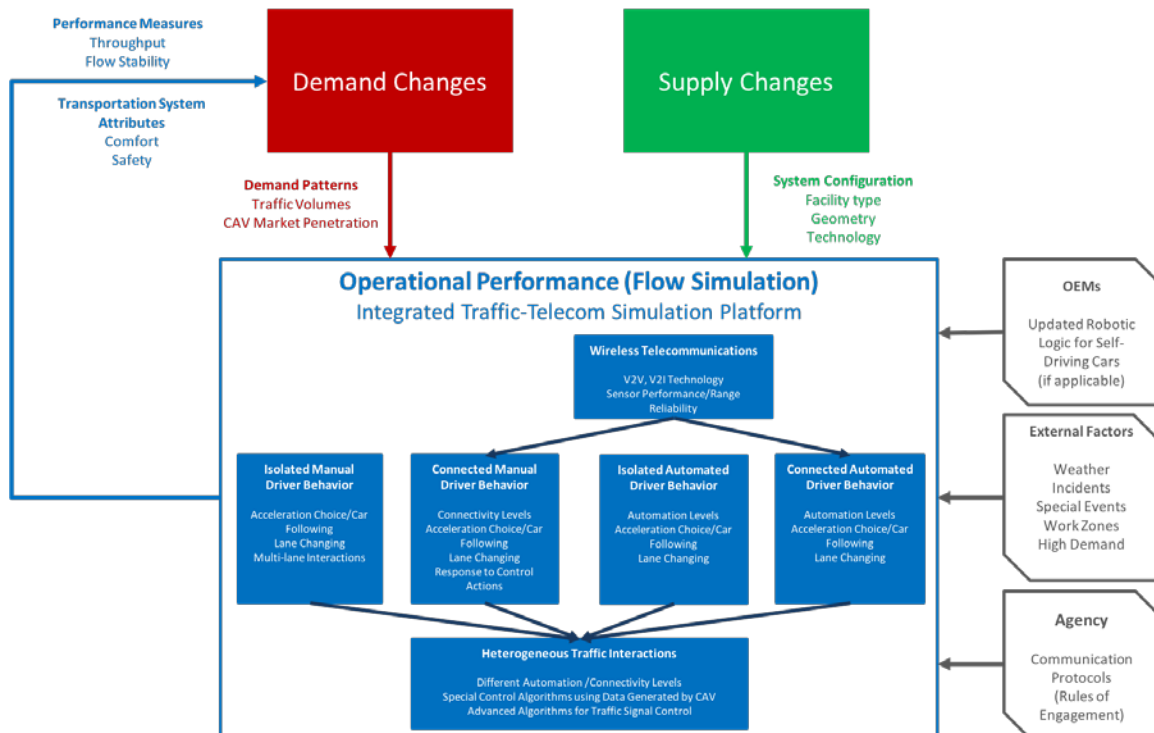 Performance Measures
Throughput
Flow Stability
Transportation System
Attributes
Comfort
Safety
Demand Changes
Supply Changes
Demand Patterns
Traffic Volumes
CAV Market Penetration
System Configuration
Facility type
Geometry
Technology
Operational Performance (Flow Simulation)
Integrated Traffic-Telecom Simulation Platform
Wireless Telecommunications
V2V, V2I Technology
Sensor Performance/Range
Reliability
Isolated Manual
Driver Behavior
Acceleration Choice/Car
Following
Lane Changing
Multi-lane Interactions
Connected Manual
Driver Behavior
Connectivity Levels
Acceleration Choice/Car
Following
Lane Changing
Response to Control
Actions
Isolated Automated
Driver Behavior
Automation Levels
Acceleration Choice/Car
Following
Lane Changing
Connected Automated
Driver Behavior
Automation Levels
Acceleration Choice/Car
Following
Lane Changing
Heterogeneous Traffic Interactions
Different Automation /Connectivity Levels
Special Control Algorithms using Data Generated by CAV
Advanced Algorithms for Traffic Signal Control
OEMs
Updated Robotic
Logic for Self-
Driving Cars
(if applicable)
External Factors
Weather
Incidents
Special Events
Work Zones
High Demand
Agency
Communication
Protocols
(Rules of
Engagement)